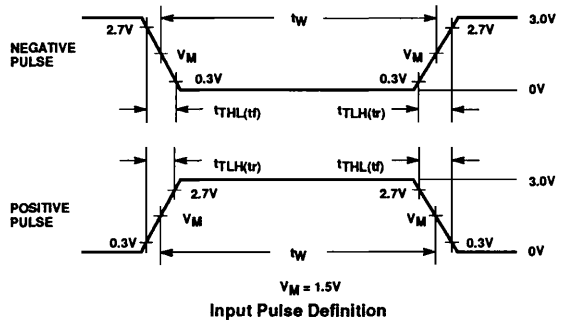 tW
3.0V
2.7V
2.7V
NEGATIVE
PULSE
VM
VM
0.3V
0.3V
0V
tTHL(tf)
tTLH(tr)
tTLH(tr)
tTHL(tf)
3.0V
2.7V
2.7V
POSITIVE
PULSE
VM
VM
0.3V
0.3V
tW
0V
VM = 1.5V
Input Pulse Definition